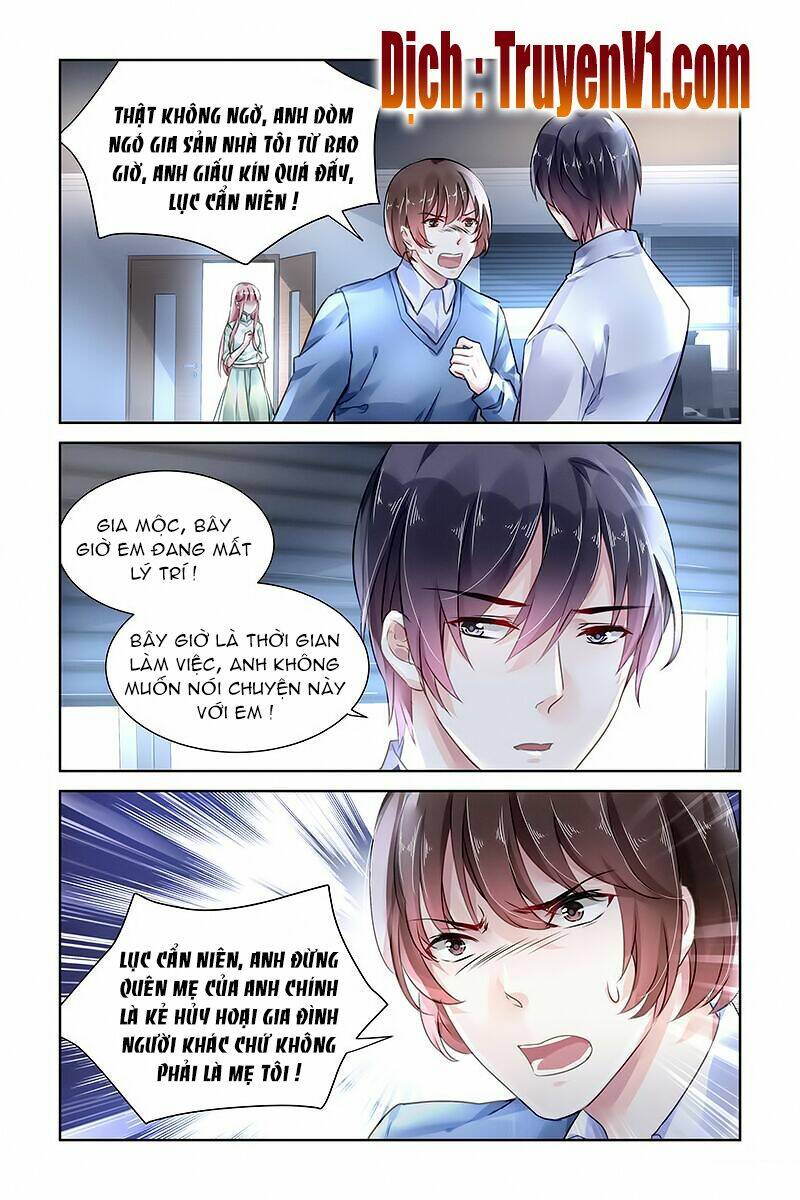 Dịch : TruyenV1.com
THẬT KHÔNG NGỜ, ANH DÒM
NGÓ GIA SẢN NHÀ TÔI TỪ BAO
GIỜ, ANH GIẤU KÍN QUÁ ĐẤY,
LỤC CẨN NIÊN !
GIA MỘC, BÂY
GIỜ EM ĐANG MẤT
LÝ TRÍ !
BÂY GIỜ LÀ THỜI GIAN
LÀM VIỆC, ANH KHÔNG
MUỐN NÓI CHUYỆN NÀY
VỚI EM !
LỤC CẨN NIÊN, ANH ĐỪNG
QUÊN MẸ CỦA ANH CHÍNH
LÀ KẺ HỦY HOẠI GIA ĐÌNH
NGƯỜI KHÁC CHỨ KHÔNG
PHẢI LÀ MẸ TÔI !